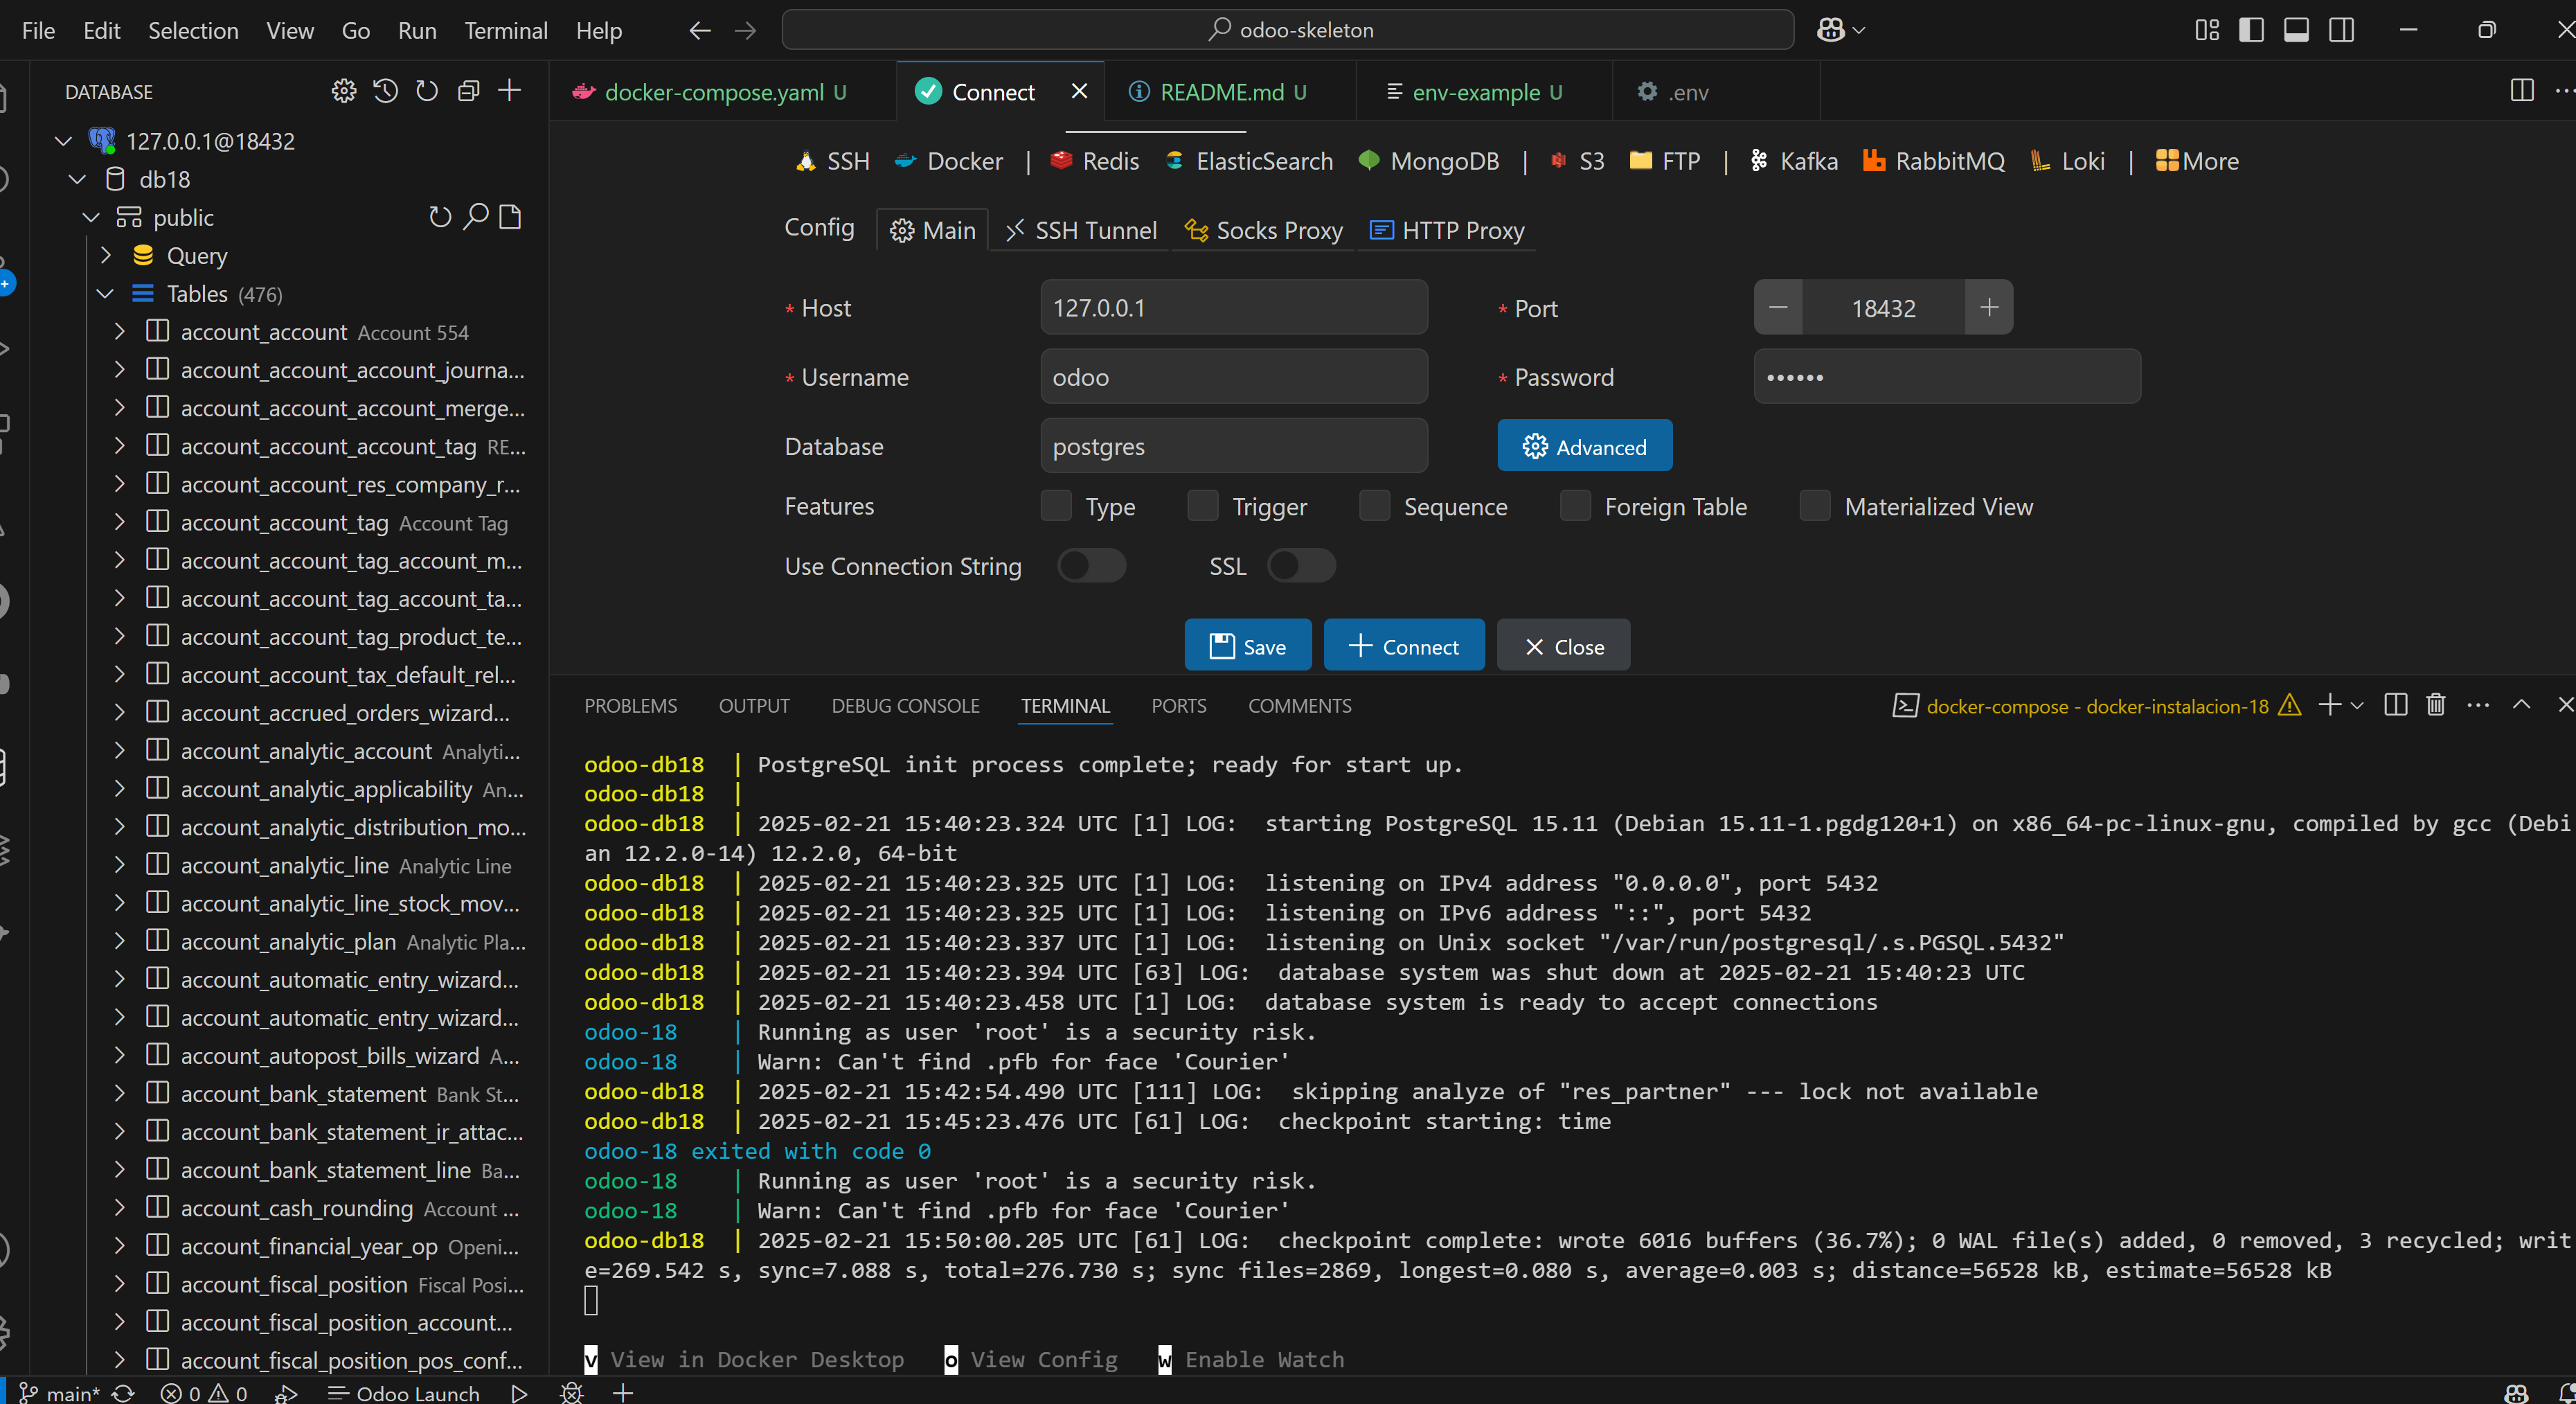 File Edit Selection View Go Run Terminal Help
odoo-skeleton
DATABASE
127.0.0.1@18432
db18
public
Query
Tables (476)
account_account Account 554
account_account_account_journa...
account_account_account_merge...
account_account_account_tag RE...
account_account_res_company_r...
account_account_tag Account Tag
account_account_tag_account_m...
account_account_tag_account_ta...
account_account_tag_product_te...
account_account_tax_default_rel...
account_accrued_orders_wizard...
account_analytic_account Analyti...
account_analytic_applicability An...
account_analytic_distribution_mo...
account_analytic_line Analytic Line
account_analytic_line_stock_mov...
account_analytic_plan Analytic Pla...
account_automatic_entry_wizard...
account_automatic_entry_wizard...
account_autopost_bills_wizard A...
account_bank_statement Bank St...
account_bank_statement_ir_attac...
account_bank_statement_line Ba...
account_cash_rounding Account ...
account_financial_year_op Openi...
account_fiscal_position Fiscal Posi...
account_fiscal_position_account...
account_fiscal_position_pos_conf...
docker-compose.yaml U
Connect
README.md U
env-example U
.env
SSH Docker | Redis ElasticSearch MongoDB | S3 FTP | Kafka RabbitMQ Loki | More
Config Main SSH Tunnel Socks Proxy HTTP Proxy
* Host 127.0.0.1 * Port 18432
* Username odoo * Password ••••••
Database postgres Advanced
Features Type Trigger Sequence Foreign Table Materialized View
Use Connection String SSL
Save Connect Close
PROBLEMS OUTPUT DEBUG CONSOLE TERMINAL PORTS COMMENTS
docker-compose - docker-instalacion-18
odoo-db18 | PostgreSQL init process complete; ready for start up.
odoo-db18 |
odoo-db18 | 2025-02-21 15:40:23.324 UTC [1] LOG: starting PostgreSQL 15.11 (Debian 15.11-1.pgdg120+1) on x86_64-pc-linux-gnu, compiled by gcc (Debi
an 12.2.0-14) 12.2.0, 64-bit
odoo-db18 | 2025-02-21 15:40:23.325 UTC [1] LOG: listening on IPv4 address "0.0.0.0", port 5432
odoo-db18 | 2025-02-21 15:40:23.325 UTC [1] LOG: listening on IPv6 address "::", port 5432
odoo-db18 | 2025-02-21 15:40:23.337 UTC [1] LOG: listening on Unix socket "/var/run/postgresql/.s.PGSQL.5432"
odoo-db18 | 2025-02-21 15:40:23.394 UTC [63] LOG: database system was shut down at 2025-02-21 15:40:23 UTC
odoo-db18 | 2025-02-21 15:40:23.458 UTC [1] LOG: database system is ready to accept connections
odoo-18 | Running as user 'root' is a security risk.
odoo-18 | Warn: Can't find .pfb for face 'Courier'
odoo-db18 | 2025-02-21 15:42:54.490 UTC [111] LOG: skipping analyze of "res_partner" --- lock not available
odoo-db18 | 2025-02-21 15:45:23.476 UTC [61] LOG: checkpoint starting: time
odoo-18 exited with code 0
odoo-18 | Running as user 'root' is a security risk.
odoo-18 | Warn: Can't find .pfb for face 'Courier'
odoo-db18 | 2025-02-21 15:50:00.205 UTC [61] LOG: checkpoint complete: wrote 6016 buffers (36.7%); 0 WAL file(s) added, 0 removed, 3 recycled; writ
e=269.542 s, sync=7.088 s, total=276.730 s; sync files=2869, longest=0.080 s, average=0.003 s; distance=56528 kB, estimate=56528 kB
v View in Docker Desktop o View Config w Enable Watch
main* 0 0 Odoo Launch